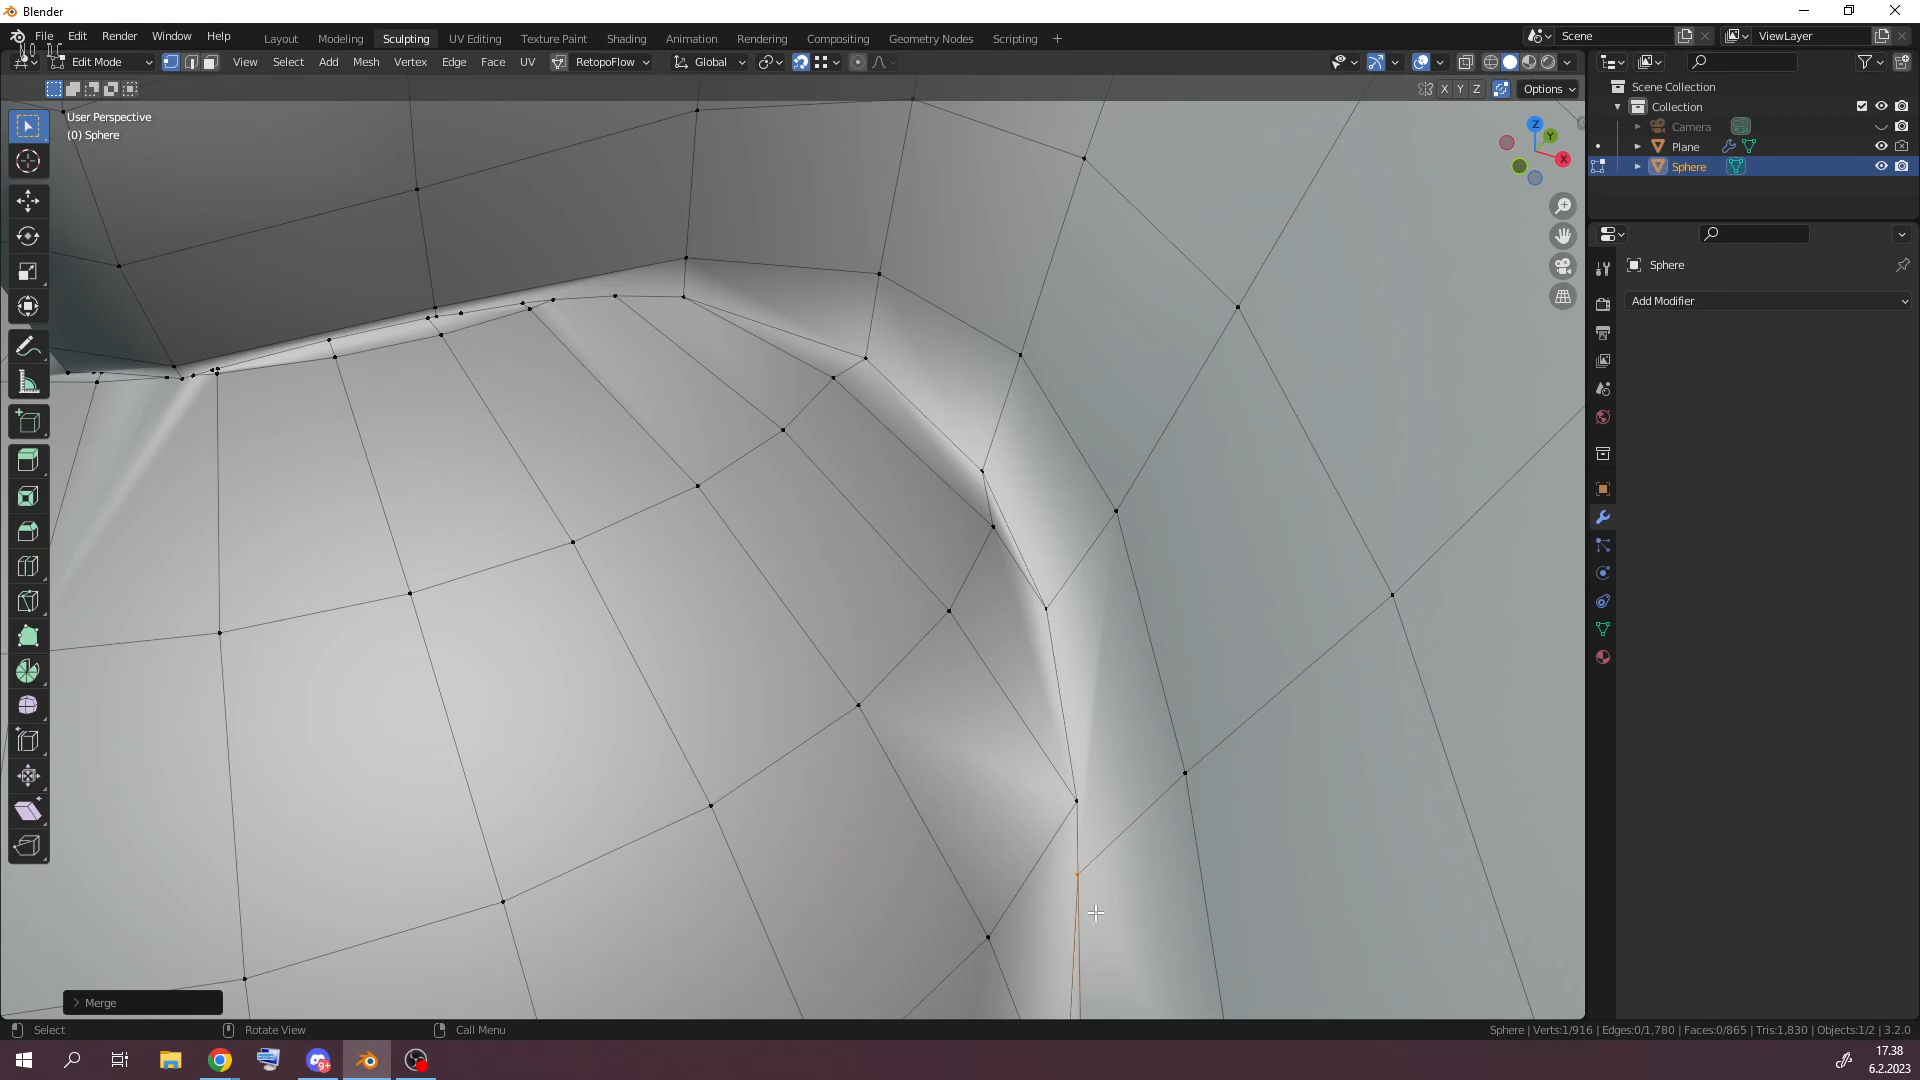 Blender
File Edit Render Window Help
Layout Modeling Sculpting UV Editing Texture Paint Shading Animation Rendering Compositing Geometry Nodes Scripting +
Scene
ViewLayer
Edit Mode
View Select Add Mesh Vertex Edge Face UV
RetopoFlow
Global
X Y Z
Options
User Perspective
(0) Sphere
Z
Y
X
Scene Collection
Collection
Camera
Plane
Sphere
Sphere
Add Modifier
> Merge
Select
Rotate View
Call Menu
Sphere | Verts:1/916 | Edges:0/1,780 | Faces:0/865 | Tris:1,830 | Objects:1/2 | 3.2.0
9+
17.38
6.2.2023